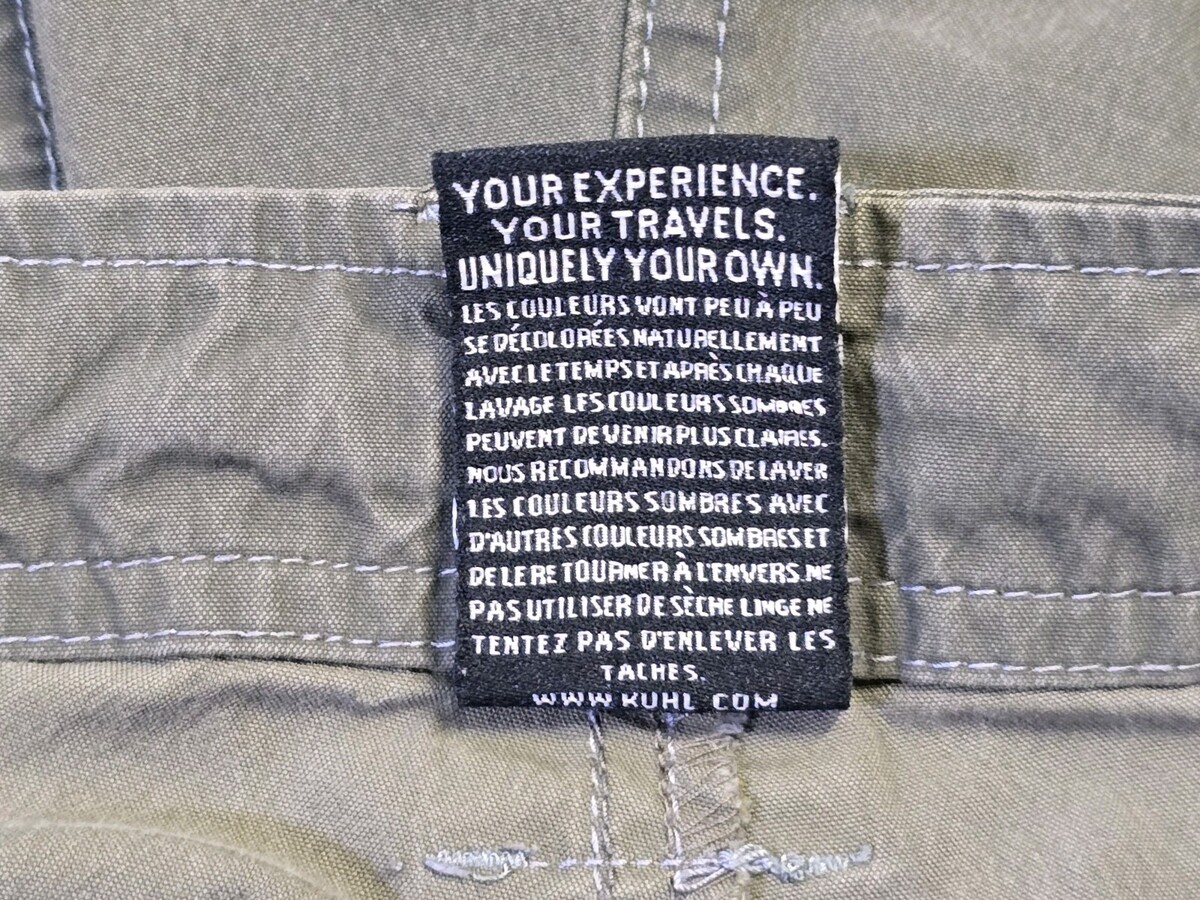 YOUR EXPERIENCE.
YOUR TRAVELS.
UNIQUELY YOUR OWN.
LES COULEURS VONT PEU À PEU
SE DÉCOLORÉES NATURELLEMENT
AVEC LE TEMPS ET APRÈS CHAQUE
LAVAGE LES COULEURS SOMBRES
PEUVENT DEVENIR PLUS CLAIRES.
NOUS RECOMMANDONS DE LAVER
LES COULEURS SOMBRES AVEC
D'AUTRES COULEURS SOMBRES ET
DE LE RETOURNER À L'ENVERS. NE
PAS UTILISER DE SÈCHE LINGE NE
TENTEZ PAS D'ENLEVER LES
TACHES.
WWW.KUHL.COM